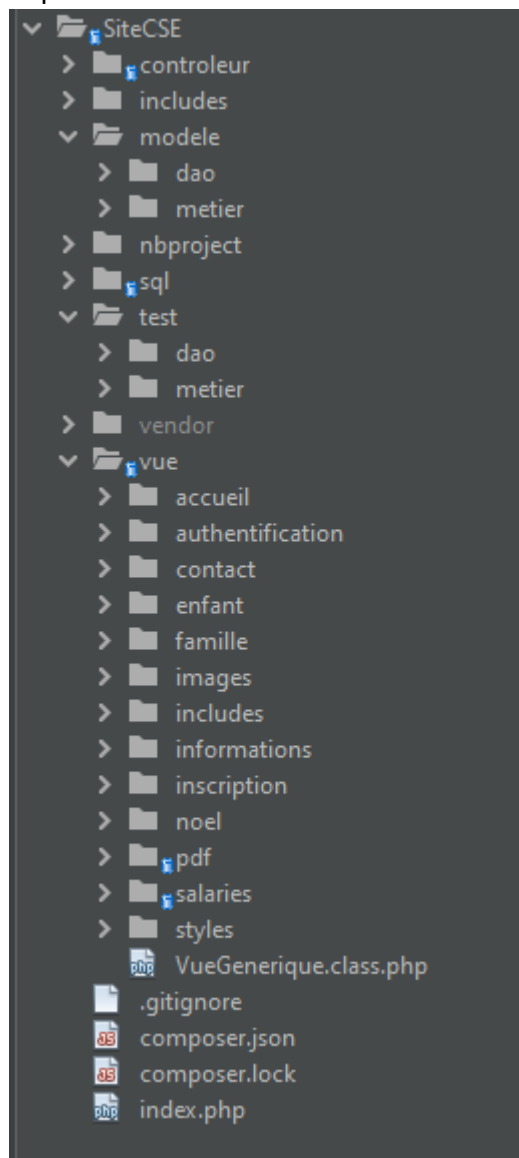 SiteCSE
controleur
includes
modele
dao
metier
nbproject
sql
test
dao
metier
vendor
vue
accueil
authentification
contact
enfant
famille
images
includes
informations
inscription
noel
pdf
salaries
styles
VueGenerique.class.php
.gitignore
composer.json
composer.lock
index.php